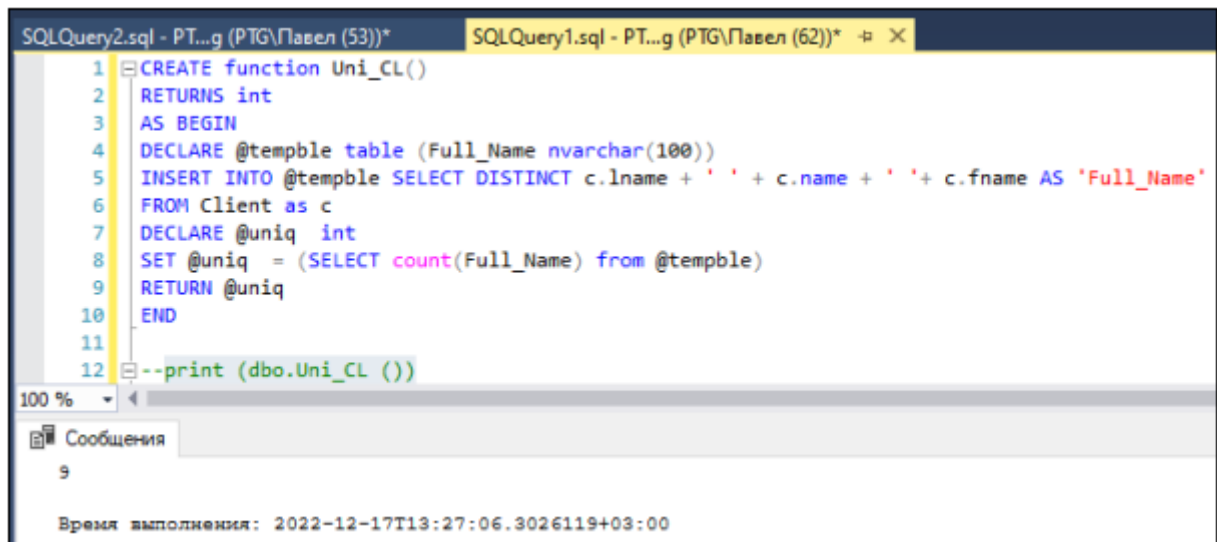 SQLQuery2.sql - PT...g (PTG\Павел (53))*
SQLQuery1.sql - PT...g (PTG\Павел (62))*
1 CREATE function Uni_CL()
2 RETURNS int
3 AS BEGIN
4 DECLARE @tempble table (Full_Name nvarchar(100))
5 INSERT INTO @tempble SELECT DISTINCT c.lname + ' ' + c.name + ' '+ c.fname AS 'Full_Name'
6 FROM Client as c
7 DECLARE @uniq  int
8 SET @uniq  = (SELECT count(Full_Name) from @tempble)
9 RETURN @uniq
10 END
11
12 --print (dbo.Uni_CL ())
100 %
Сообщения
9
Время выполнения: 2022-12-17T13:27:06.3026119+03:00